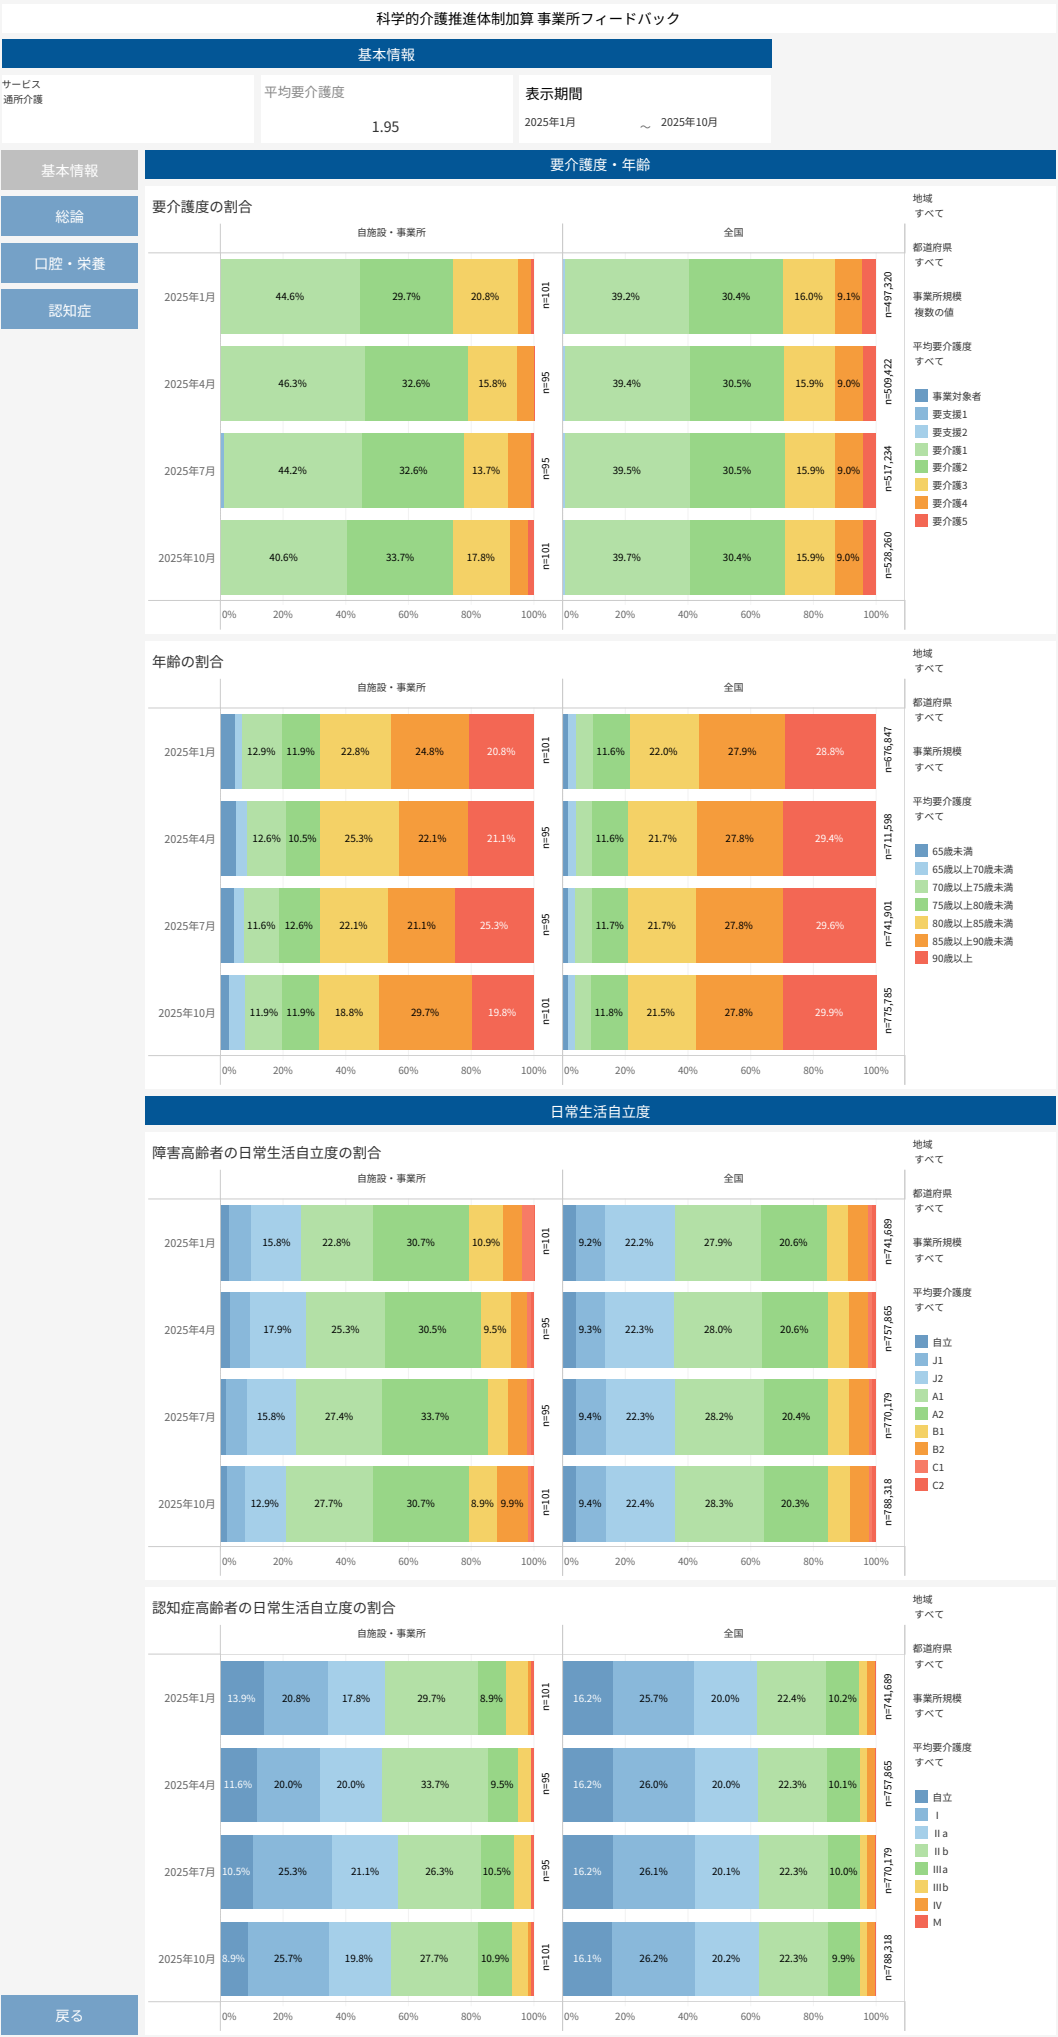 科学的介護推進体制加算 事業所フィードバック
基本情報
サービス
通所介護
平均要介護度
1.95
表示期間
2025年1月 ～ 2025年10月
基本情報
総論
口腔・栄養
認知症
要介護度・年齢
要介護度の割合
自施設・事業所 全国
2025年1月 44.6% 29.7% 20.8% n=101 39.2% 30.4% 16.0% 9.1% n=497,320
2025年4月 46.3% 32.6% 15.8% n=95 39.4% 30.5% 15.9% 9.0% n=509,422
2025年7月 44.2% 32.6% 13.7% n=95 39.5% 30.5% 15.9% 9.0% n=517,234
2025年10月 40.6% 33.7% 17.8% n=101 39.7% 30.4% 15.9% 9.0% n=528,260
0% 20% 40% 60% 80% 100% 0% 20% 40% 60% 80% 100%
地域
すべて
都道府県
すべて
事業所規模
複数の値
平均要介護度
すべて
事業対象者
要支援1
要支援2
要介護1
要介護2
要介護3
要介護4
要介護5
年齢の割合
自施設・事業所 全国
2025年1月 12.9% 11.9% 22.8% 24.8% 20.8% n=101 11.6% 22.0% 27.9% 28.8% n=676,847
2025年4月 12.6% 10.5% 25.3% 22.1% 21.1% n=95 11.6% 21.7% 27.8% 29.4% n=711,598
2025年7月 11.6% 12.6% 22.1% 21.1% 25.3% n=95 11.7% 21.7% 27.8% 29.6% n=741,901
2025年10月 11.9% 11.9% 18.8% 29.7% 19.8% n=101 11.8% 21.5% 27.8% 29.9% n=775,785
0% 20% 40% 60% 80% 100% 0% 20% 40% 60% 80% 100%
地域
すべて
都道府県
すべて
事業所規模
すべて
平均要介護度
すべて
65歳未満
65歳以上70歳未満
70歳以上75歳未満
75歳以上80歳未満
80歳以上85歳未満
85歳以上90歳未満
90歳以上
日常生活自立度
障害高齢者の日常生活自立度の割合
自施設・事業所 全国
2025年1月 15.8% 22.8% 30.7% 10.9% n=101 9.2% 22.2% 27.9% 20.6% n=741,689
2025年4月 17.9% 25.3% 30.5% 9.5% n=95 9.3% 22.3% 28.0% 20.6% n=757,865
2025年7月 15.8% 27.4% 33.7% n=95 9.4% 22.3% 28.2% 20.4% n=770,179
2025年10月 12.9% 27.7% 30.7% 8.9% 9.9% n=101 9.4% 22.4% 28.3% 20.3% n=788,318
0% 20% 40% 60% 80% 100% 0% 20% 40% 60% 80% 100%
地域
すべて
都道府県
すべて
事業所規模
すべて
平均要介護度
すべて
自立
J1
J2
A1
A2
B1
B2
C1
C2
認知症高齢者の日常生活自立度の割合
自施設・事業所 全国
2025年1月 13.9% 20.8% 17.8% 29.7% 8.9% n=101 16.2% 25.7% 20.0% 22.4% 10.2% n=741,689
2025年4月 11.6% 20.0% 20.0% 33.7% 9.5% n=95 16.2% 26.0% 20.0% 22.3% 10.1% n=757,865
2025年7月 10.5% 25.3% 21.1% 26.3% 10.5% n=95 16.2% 26.1% 20.1% 22.3% 10.0% n=770,179
2025年10月 8.9% 25.7% 19.8% 27.7% 10.9% n=101 16.1% 26.2% 20.2% 22.3% 9.9% n=788,318
0% 20% 40% 60% 80% 100% 0% 20% 40% 60% 80% 100%
地域
すべて
都道府県
すべて
事業所規模
すべて
平均要介護度
すべて
自立
Ⅰ
Ⅱa
Ⅱb
Ⅲa
Ⅲb
Ⅳ
M
戻る